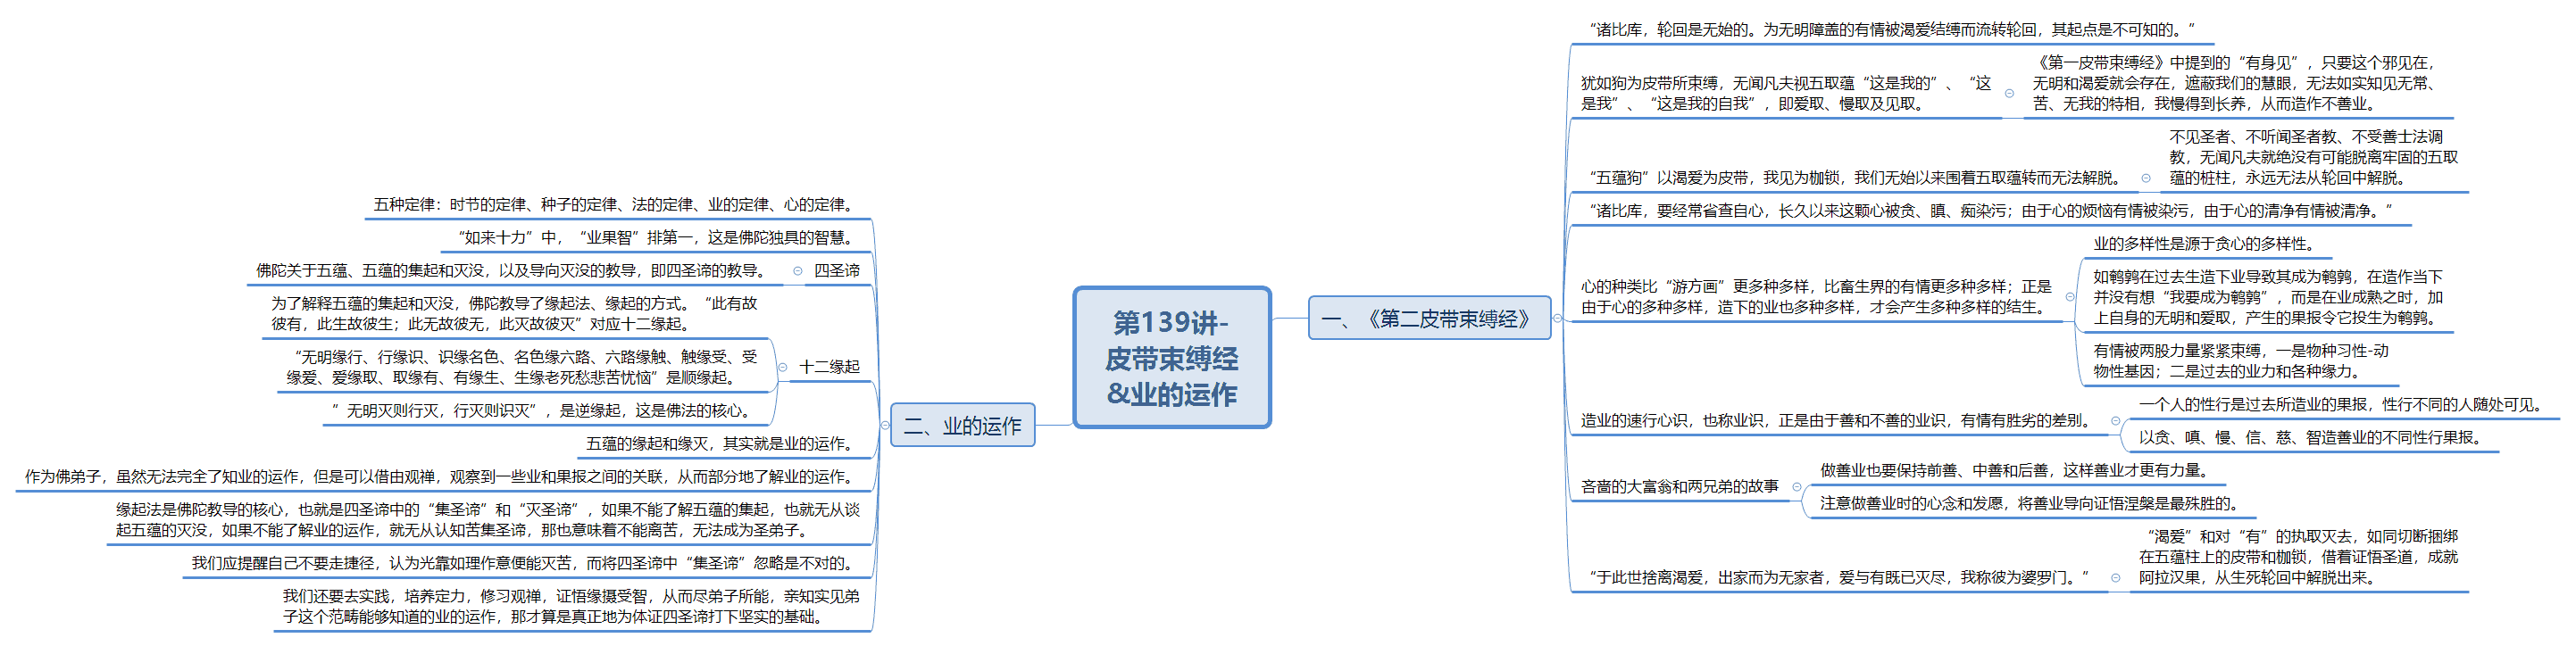 第139讲-
皮带束缚经
&业的运作
一、《第二皮带束缚经》
“诸比库，轮回是无始的。为无明障盖的有情被渴爱结缚而流转轮回，其起点是不可知的。”
犹如狗为皮带所束缚，无闻凡夫视五取蕴“这是我的”、“这
是我”、“这是我的自我”，即爱取、慢取及见取。
《第一皮带束缚经》中提到的“有身见”，只要这个邪见在，
无明和渴爱就会存在，遮蔽我们的慧眼，无法如实知见无常、
苦、无我的特相，我慢得到长养，从而造作不善业。
“五蕴狗”以渴爱为皮带，我见为枷锁，我们无始以来围着五取蕴转而无法解脱。
不见圣者、不听闻圣者教、不受善士法调
教，无闻凡夫就绝没有可能脱离牢固的五取
蕴的桩柱，永远无法从轮回中解脱。
“诸比库，要经常省查自心，长久以来这颗心被贪、瞋、痴染污；由于心的烦恼有情被染污，由于心的清净有情被清净。”
心的种类比“游方画”更多种多样，比畜生界的有情更多种多样；正是
由于心的多种多样，造下的业也多种多样，才会产生多种多样的结生。
业的多样性是源于贪心的多样性。
如鹌鹑在过去生造下业导致其成为鹌鹑，在造作当下
并没有想“我要成为鹌鹑”，而是在业成熟之时，加
上自身的无明和爱取，产生的果报令它投生为鹌鹑。
有情被两股力量紧紧束缚，一是物种习性-动
物性基因；二是过去的业力和各种缘力。
造业的速行心识，也称业识，正是由于善和不善的业识，有情有胜劣的差别。
一个人的性行是过去所造业的果报，性行不同的人随处可见。
以贪、嗔、慢、信、慈、智造善业的不同性行果报。
吝啬的大富翁和两兄弟的故事
做善业也要保持前善、中善和后善，这样善业才更有力量。
注意做善业时的心念和发愿，将善业导向证悟涅槃是最殊胜的。
“于此世捨离渴爱，出家而为无家者，爱与有既已灭尽，我称彼为婆罗门。”
“渴爱”和对“有”的执取灭去，如同切断捆绑
在五蕴柱上的皮带和枷锁，借着证悟圣道，成就
阿拉汉果，从生死轮回中解脱出来。
二、业的运作
五种定律：时节的定律、种子的定律、法的定律、业的定律、心的定律。
“如来十力”中，“业果智”排第一，这是佛陀独具的智慧。
四圣谛
佛陀关于五蕴、五蕴的集起和灭没，以及导向灭没的教导，即四圣谛的教导。
十二缘起
为了解释五蕴的集起和灭没，佛陀教导了缘起法、缘起的方式。“此有故
彼有，此生故彼生；此无故彼无，此灭故彼灭”对应十二缘起。
“无明缘行、行缘识、识缘名色、名色缘六路、六路缘触、触缘受、受
缘爱、爱缘取、取缘有、有缘生、生缘老死愁悲苦忧恼”是顺缘起。
”无明灭则行灭，行灭则识灭”，是逆缘起，这是佛法的核心。
五蕴的缘起和缘灭，其实就是业的运作。
作为佛弟子，虽然无法完全了知业的运作，但是可以借由观禅，观察到一些业和果报之间的关联，从而部分地了解业的运作。
缘起法是佛陀教导的核心，也就是四圣谛中的“集圣谛”和“灭圣谛”，如果不能了解五蕴的集起，也就无从谈
起五蕴的灭没，如果不能了解业的运作，就无从认知苦集圣谛，那也意味着不能离苦，无法成为圣弟子。
我们应提醒自己不要走捷径，认为光靠如理作意便能灭苦，而将四圣谛中“集圣谛”忽略是不对的。
我们还要去实践，培养定力，修习观禅，证悟缘摄受智，从而尽弟子所能，亲知实见弟
子这个范畴能够知道的业的运作，那才算是真正地为体证四圣谛打下坚实的基础。